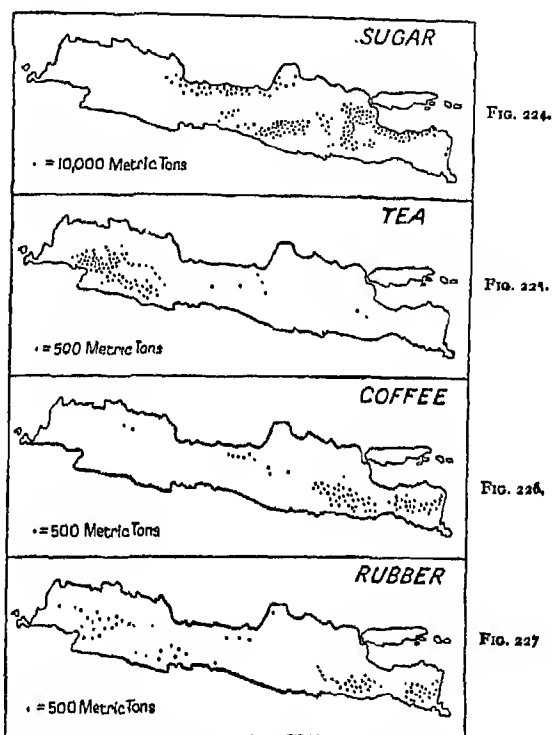 SUGAR
FIG. 224.
• = 10,000 Metric Tons
TEA
FIG. 225.
• = 500 Metric Tons
COFFEE
FIG. 226.
• = 500 Metric Tons
RUBBER
FIG. 227
• = 500 Metric Tons